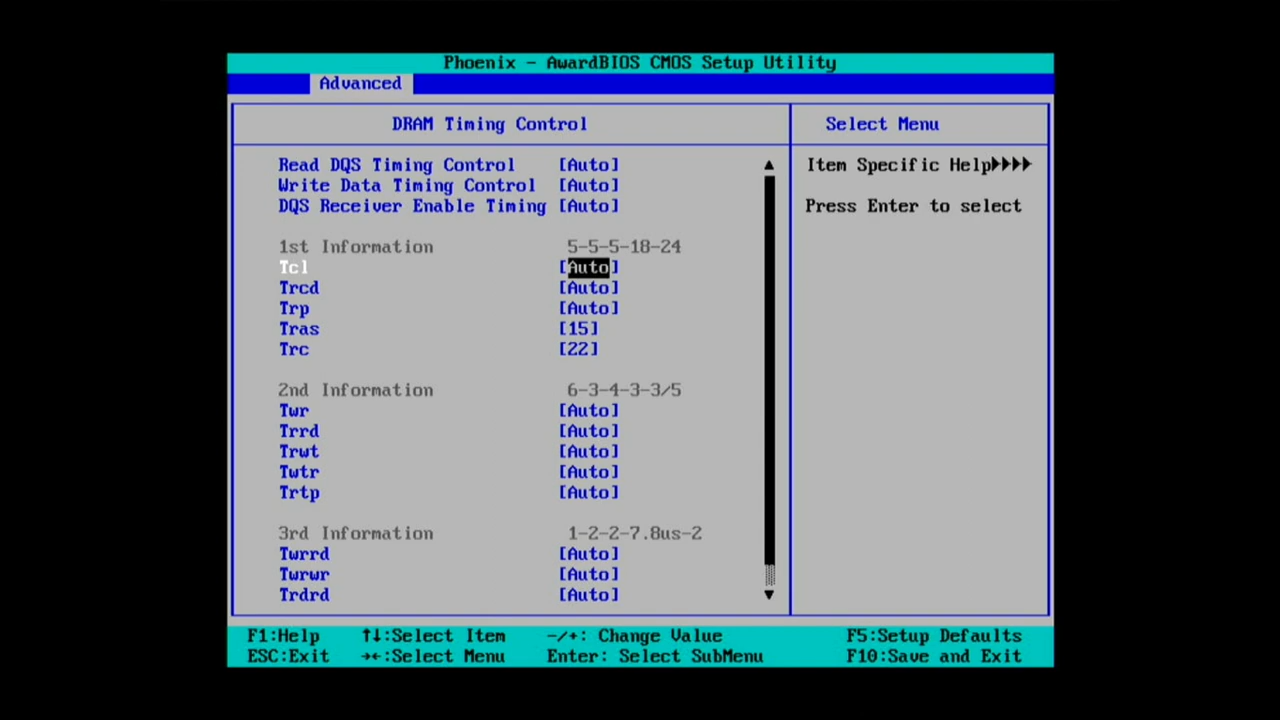 Phoenix - AwardBIOS CMOS Setup Utility
Advanced
DRAM Timing Control
Select Menu
Read DQS Timing Control [Auto]
Write Data Timing Control [Auto]
DQS Receiver Enable Timing [Auto]
1st Information 5-5-5-18-24
Tcl [Auto]
Trcd [Auto]
Trp [Auto]
Tras [15]
Trc [22]
2nd Information 6-3-4-3-3/5
Twr [Auto]
Trrd [Auto]
Trwt [Auto]
Twtr [Auto]
Trtp [Auto]
3rd Information 1-2-2-7.8us-2
Twrrd [Auto]
Twrwr [Auto]
Trdrd [Auto]
Item Specific Help▶▶▶▶
Press Enter to select
F1:Help ↑↓:Select Item -/+: Change Value F5:Setup Defaults
ESC:Exit →←:Select Menu Enter: Select SubMenu F10:Save and Exit